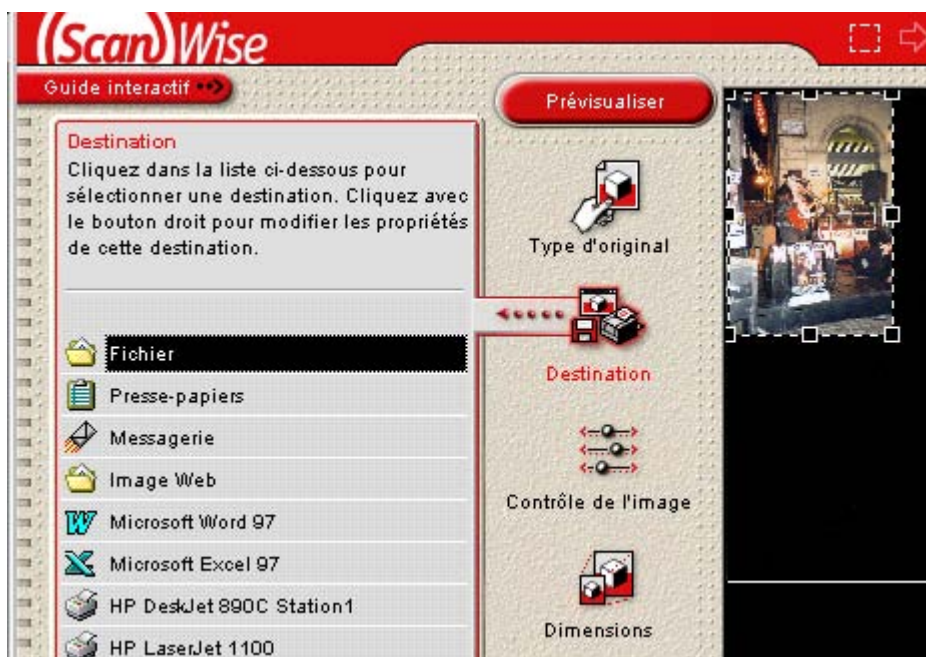 (Scan) Wise
Guide interactif
Prévisualiser
Destination
Cliquez dans la liste ci-dessous pour
sélectionner une destination. Cliquez avec
le bouton droit pour modifier les propriétés
de cette destination.
Fichier
Presse-papiers
Messagerie
Image Web
Microsoft Word 97
Microsoft Excel 97
HP DeskJet 890C Station1
HP LaserJet 1100
Type d'original
Destination
Contrôle de l'image
Dimensions